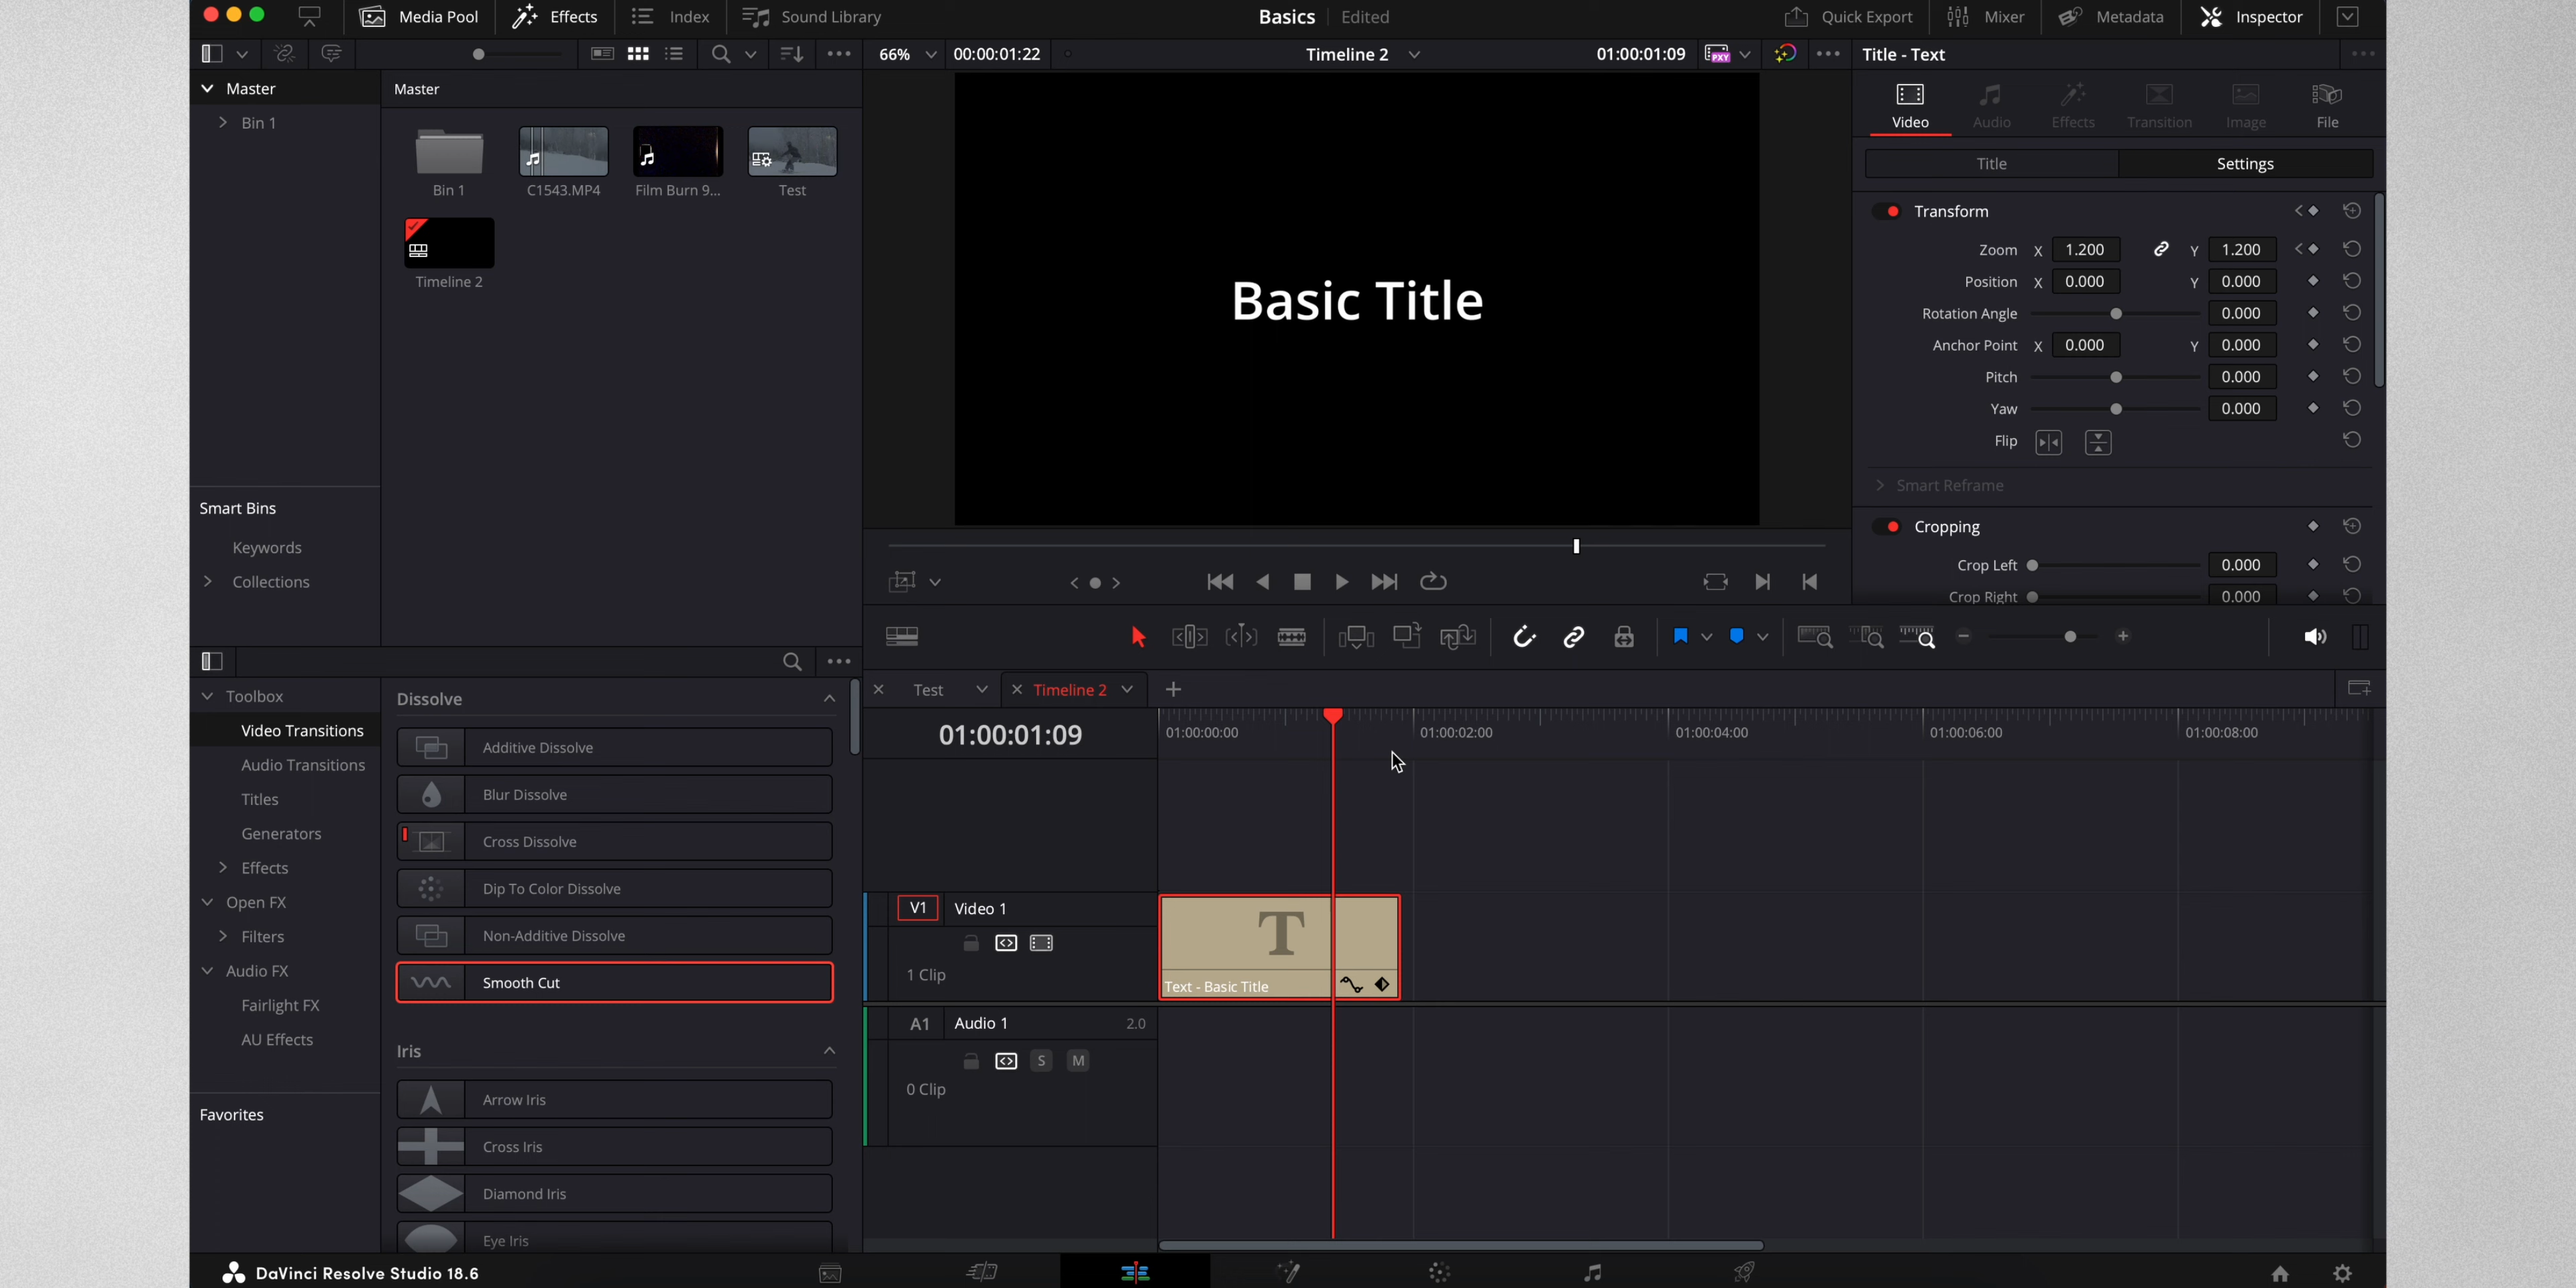 Media Pool
Effects
Index
Sound Library
Basics
Edited
Quick Export
Mixer
Metadata
Inspector
66%
00:00:01:22
Timeline 2
01:00:01:09
PXY
Title - Text
Master
Bin 1
Master
Bin 1
C1543.MP4
Film Burn 9...
Test
Timeline 2
Smart Bins
Keywords
Collections
Basic Title
Video
Audio
Effects
Transition
Image
File
Title
Settings
Transform
Zoom X 1.200 Y 1.200
Position X 0.000 Y 0.000
Rotation Angle 0.000
Anchor Point X 0.000 Y 0.000
Pitch 0.000
Yaw 0.000
Flip
Smart Reframe
Cropping
Crop Left 0.000
Crop Right 0.000
Toolbox
Video Transitions
Audio Transitions
Titles
Generators
Effects
Open FX
Filters
Audio FX
Fairlight FX
AU Effects
Favorites
Dissolve
Additive Dissolve
Blur Dissolve
Cross Dissolve
Dip To Color Dissolve
Non-Additive Dissolve
Smooth Cut
Iris
Arrow Iris
Cross Iris
Diamond Iris
Eye Iris
Test
Timeline 2
01:00:01:09
01:00:00:00
01:00:02:00
01:00:04:00
01:00:06:00
01:00:08:00
V1 Video 1
1 Clip
T
Text - Basic Title
A1 Audio 1 2.0
S M
0 Clip
DaVinci Resolve Studio 18.6